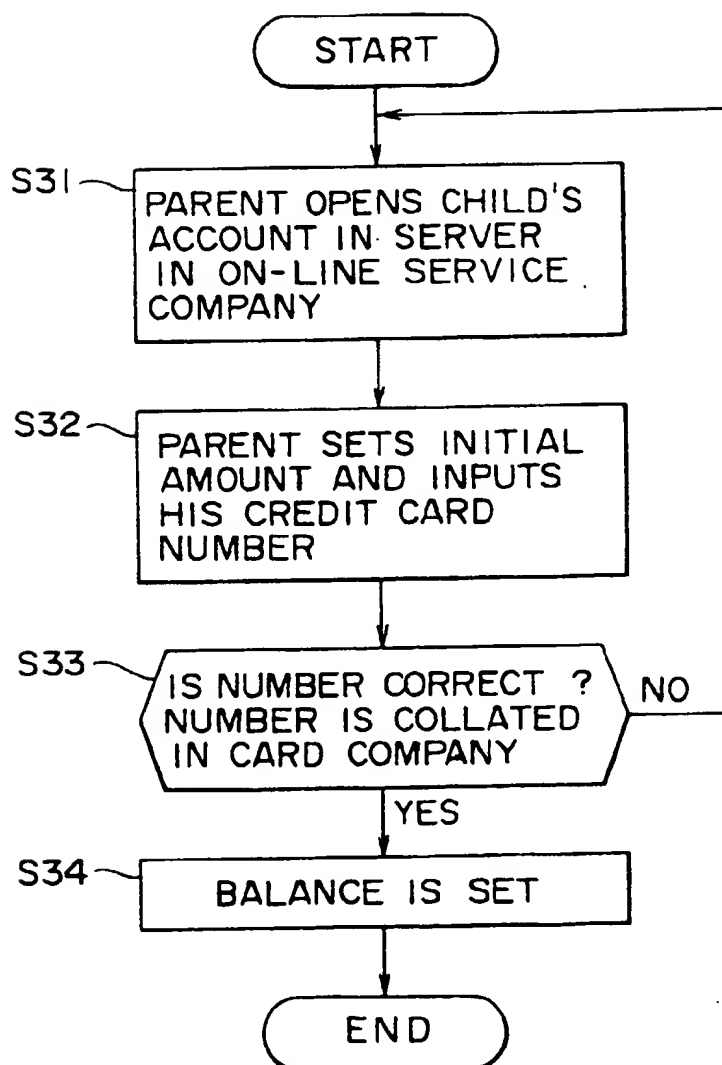 START
S31
PARENT OPENS CHILD'S
ACCOUNT IN SERVER
IN ON-LINE SERVICE
COMPANY
S32
PARENT SETS INITIAL
AMOUNT AND INPUTS
HIS CREDIT CARD
NUMBER
S33
IS NUMBER CORRECT ?
NUMBER IS COLLATED
IN CARD COMPANY
NO
YES
S34
BALANCE IS SET
END